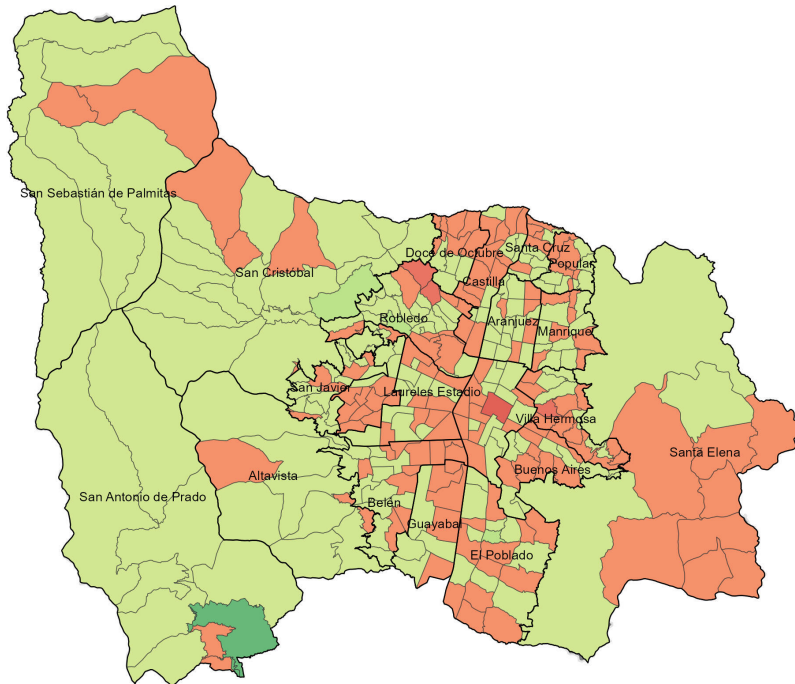 San Sebastián de Palmitas
San Cristóbal
Doce de Octubre
Santa Cruz
Popular
Castilla
Robledo
Aranjuez
Manrique
San Javier
Laureles Estadio
Villa Hermosa
Santa Elena
Buenos Aires
Altavista
San Antonio de Prado
Belén
Guayabal
El Poblado